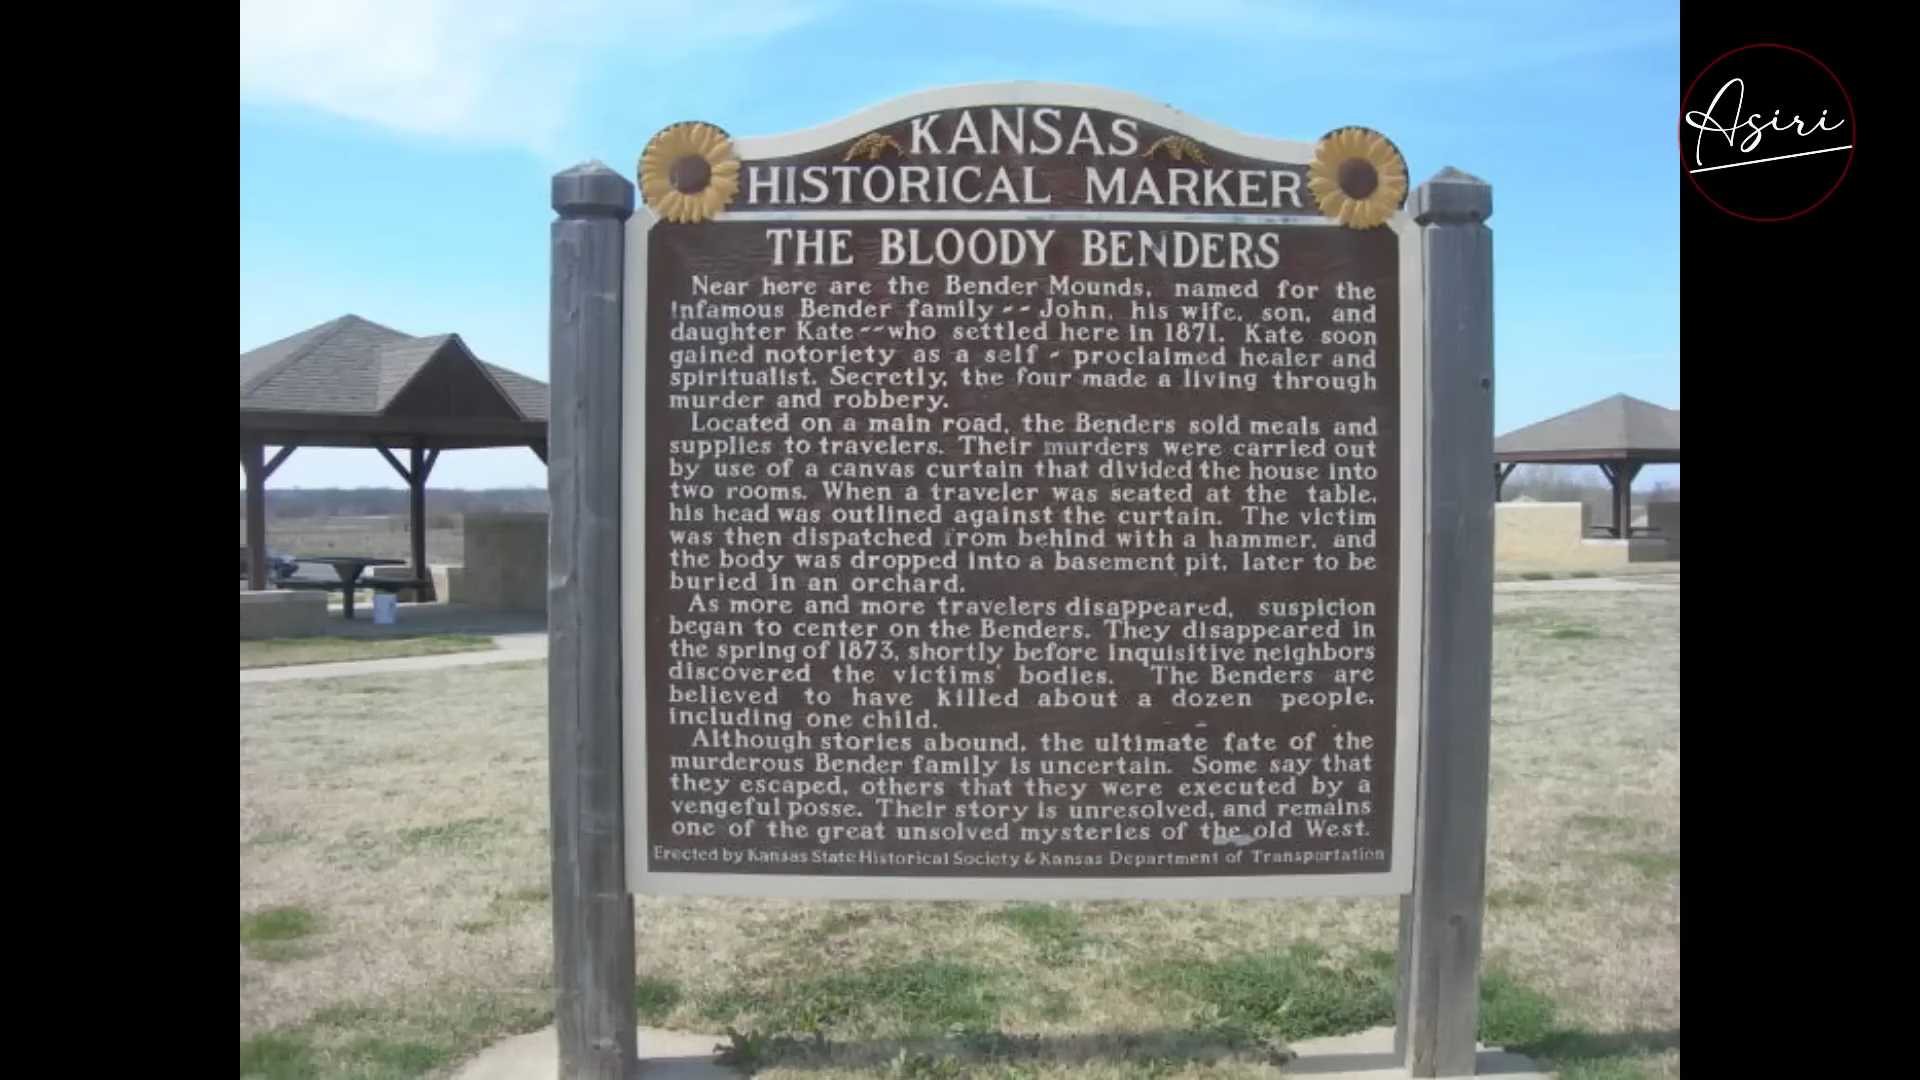 Asiri
KANSAS
HISTORICAL MARKER
THE BLOODY BENDERS
Near here are the Bender Mounds, named for the
infamous Bender family -- John, his wife, son, and
daughter Kate -- who settled here in 1871. Kate soon
gained notoriety as a self - proclaimed healer and
spiritualist. Secretly, the four made a living through
murder and robbery.
Located on a main road, the Benders sold meals and
supplies to travelers. Their murders were carried out
by use of a canvas curtain that divided the house into
two rooms. When a traveler was seated at the table,
his head was outlined against the curtain. The victim
was then dispatched from behind with a hammer, and
the body was dropped into a basement pit, later to be
buried in an orchard.
As more and more travelers disappeared, suspicion
began to center on the Benders. They disappeared in
the spring of 1873, shortly before inquisitive neighbors
discovered the victims' bodies. The Benders are
believed to have killed about a dozen people,
including one child.
Although stories abound, the ultimate fate of the
murderous Bender family is uncertain. Some say that
they escaped, others that they were executed by a
vengeful posse. Their story is unresolved, and remains
one of the great unsolved mysteries of the old West.
Erected by Kansas State Historical Society & Kansas Department of Transportation